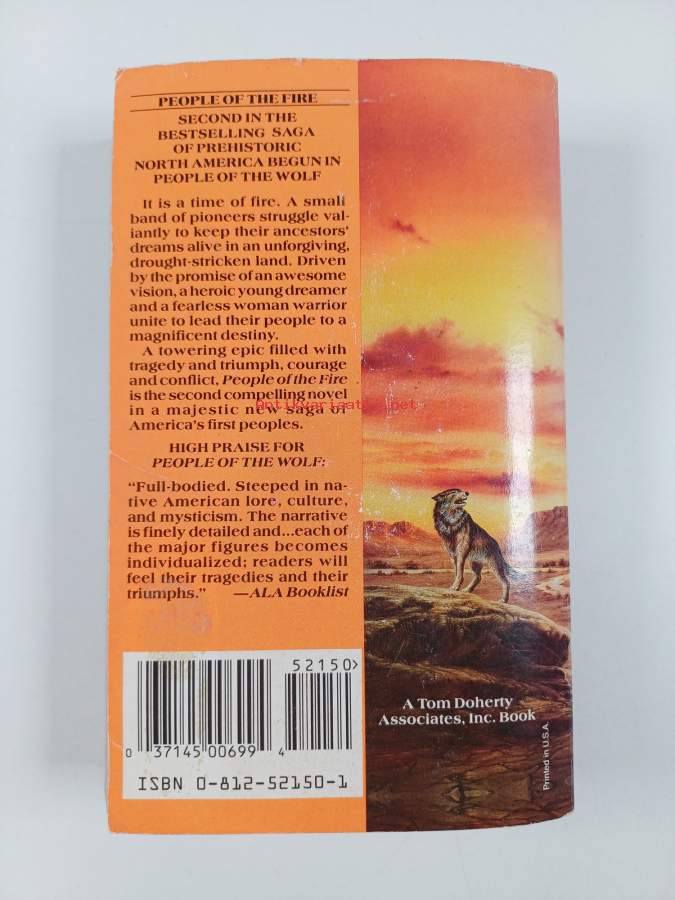 PEOPLE OF THE FIRE
SECOND IN THE
BESTSELLING SAGA
OF PREHISTORIC
NORTH AMERICA BEGUN IN
PEOPLE OF THE WOLF
It is a time of fire. A small
band of pioneers struggle val-
iantly to keep their ancestors'
dreams alive in an unforgiving,
drought-stricken land. Driven
by the promise of an awesome
vision, a heroic young dreamer
and a fearless woman warrior
unite to lead their people to a
magnificent destiny.
A towering epic filled with
tragedy and triumph, courage
and conflict, People of the Fire
is the second compelling novel
in a majestic new saga of
America's first peoples.
Antikvariaatti.net
HIGH PRAISE FOR
PEOPLE OF THE WOLF:
"Full-bodied. Steeped in na-
tive American lore, culture,
and mysticism. The narrative
is finely detailed and...each of
the major figures becomes
individualized; readers will
feel their tragedies and their
triumphs." —ALA Booklist
52150>
0 37145 00699 4
ISBN 0-812-52150-1
A Tom Doherty
Associates, Inc. Book
Printed in U.S.A.